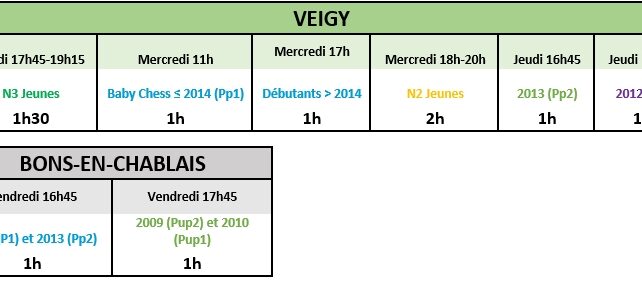 VEIGY
di 17h45-19h15 Mercredi 11h Mercredi 17h Mercredi 18h-20h Jeudi 16h45 Jeudi
N3 Jeunes Baby Chess ≤ 2014 (Pp1) Débutants > 2014 N2 Jeunes 2013 (Pp2) 2012
1h30 1h 1h 2h 1h 1
BONS-EN-CHABLAIS
endredi 16h45 Vendredi 17h45
P1) et 2013 (Pp2) 2009 (Pup2) et 2010
(Pup1)
1h 1h